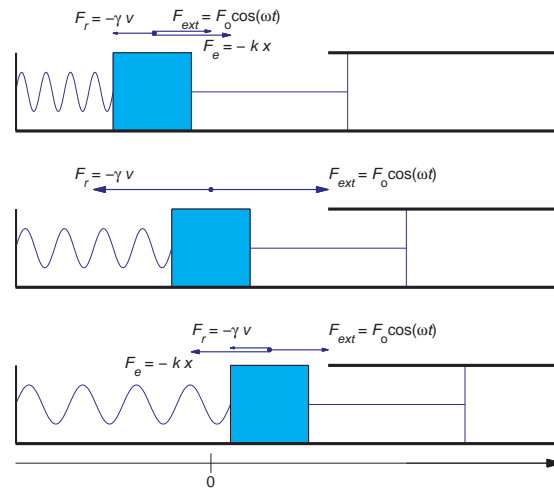 F_r = −γ v F_ext = F_o cos(ωt)
F_e = − k x
F_r = −γ v F_ext = F_o cos(ωt)
F_r = −γ v F_ext = F_o cos(ωt)
F_e = − k x
0